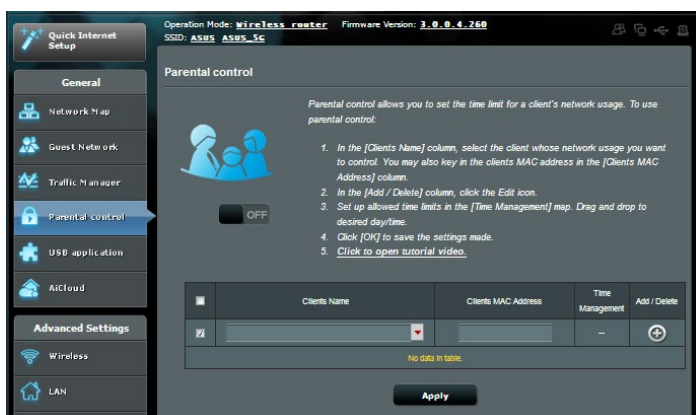 Quick Internet
Setup
Operation Mode: Wireless router Firmware Version: 3.0.0.4.260
SSID: ASUS ASUS_5G
General
Network Map
Guest Network
Traffic Manager
Parental control
USB application
AiCloud
Advanced Settings
Wireless
LAN
Parental control
Parental control allows you to set the time limit for a client's network usage. To use
parental control:
1. In the [Clients Name] column, select the client whose network usage you want
to control. You may also key in the clients MAC address in the [Clients MAC
Address] column.
2. In the [Add / Delete] column, click the Edit icon.
3. Set up allowed time limits in the [Time Management] map. Drag and drop to
desired day/time.
4. Click [OK] to save the settings made.
5. Click to open tutorial video.
OFF
Clients Name Clients MAC Address Time Management Add / Delete
–
No data in table.
Apply